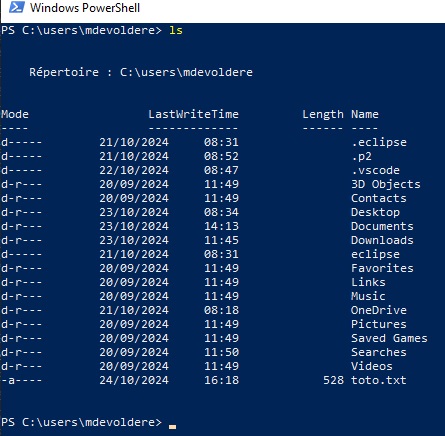 Windows PowerShell
PS C:\users\mdevoldere> ls
Répertoire : C:\users\mdevoldere
Mode LastWriteTime Length Name
---- ------------- ------ ----
d----- 21/10/2024 08:31 .eclipse
d----- 21/10/2024 08:52 .p2
d----- 22/10/2024 08:47 .vscode
d-r--- 20/09/2024 11:49 3D Objects
d-r--- 20/09/2024 11:49 Contacts
d-r--- 23/10/2024 08:34 Desktop
d-r--- 23/10/2024 14:13 Documents
d-r--- 23/10/2024 11:45 Downloads
d----- 21/10/2024 08:31 eclipse
d-r--- 20/09/2024 11:49 Favorites
d-r--- 20/09/2024 11:49 Links
d-r--- 20/09/2024 11:49 Music
d-r--- 21/10/2024 08:18 OneDrive
d-r--- 20/09/2024 11:49 Pictures
d-r--- 20/09/2024 11:49 Saved Games
d-r--- 20/09/2024 11:50 Searches
d-r--- 20/09/2024 11:49 Videos
-a---- 24/10/2024 16:18 528 toto.txt
PS C:\users\mdevoldere>